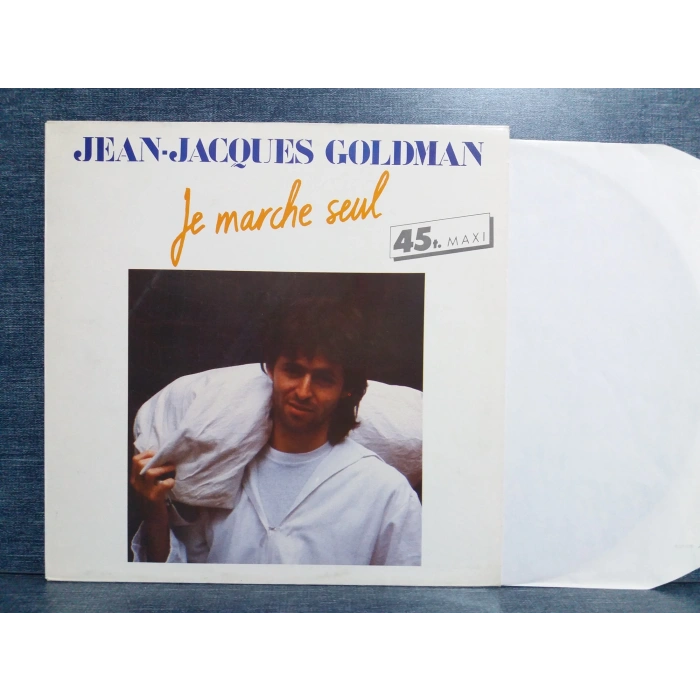 JEAN-JACQUES GOLDMAN
Je marche seul
45t. MAXI